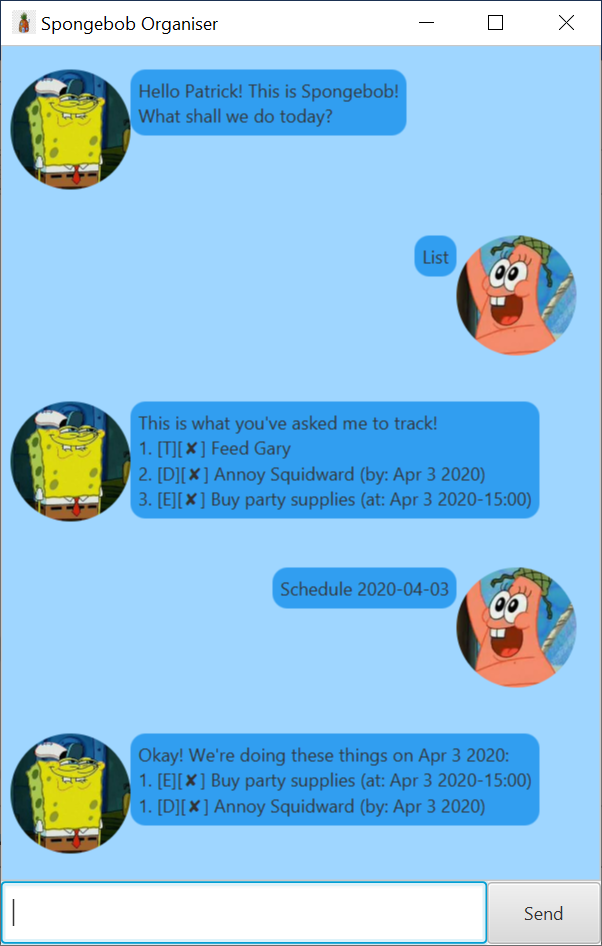 Spongebob Organiser
Hello Patrick! This is Spongebob!
What shall we do today?
List
This is what you've asked me to track!
1. [T][✘] Feed Gary
2. [D][✘] Annoy Squidward (by: Apr 3 2020)
3. [E][✘] Buy party supplies (at: Apr 3 2020-15:00)
Schedule 2020-04-03
Okay! We're doing these things on Apr 3 2020:
1. [E][✘] Buy party supplies (at: Apr 3 2020-15:00)
1. [D][✘] Annoy Squidward (by: Apr 3 2020)
Send